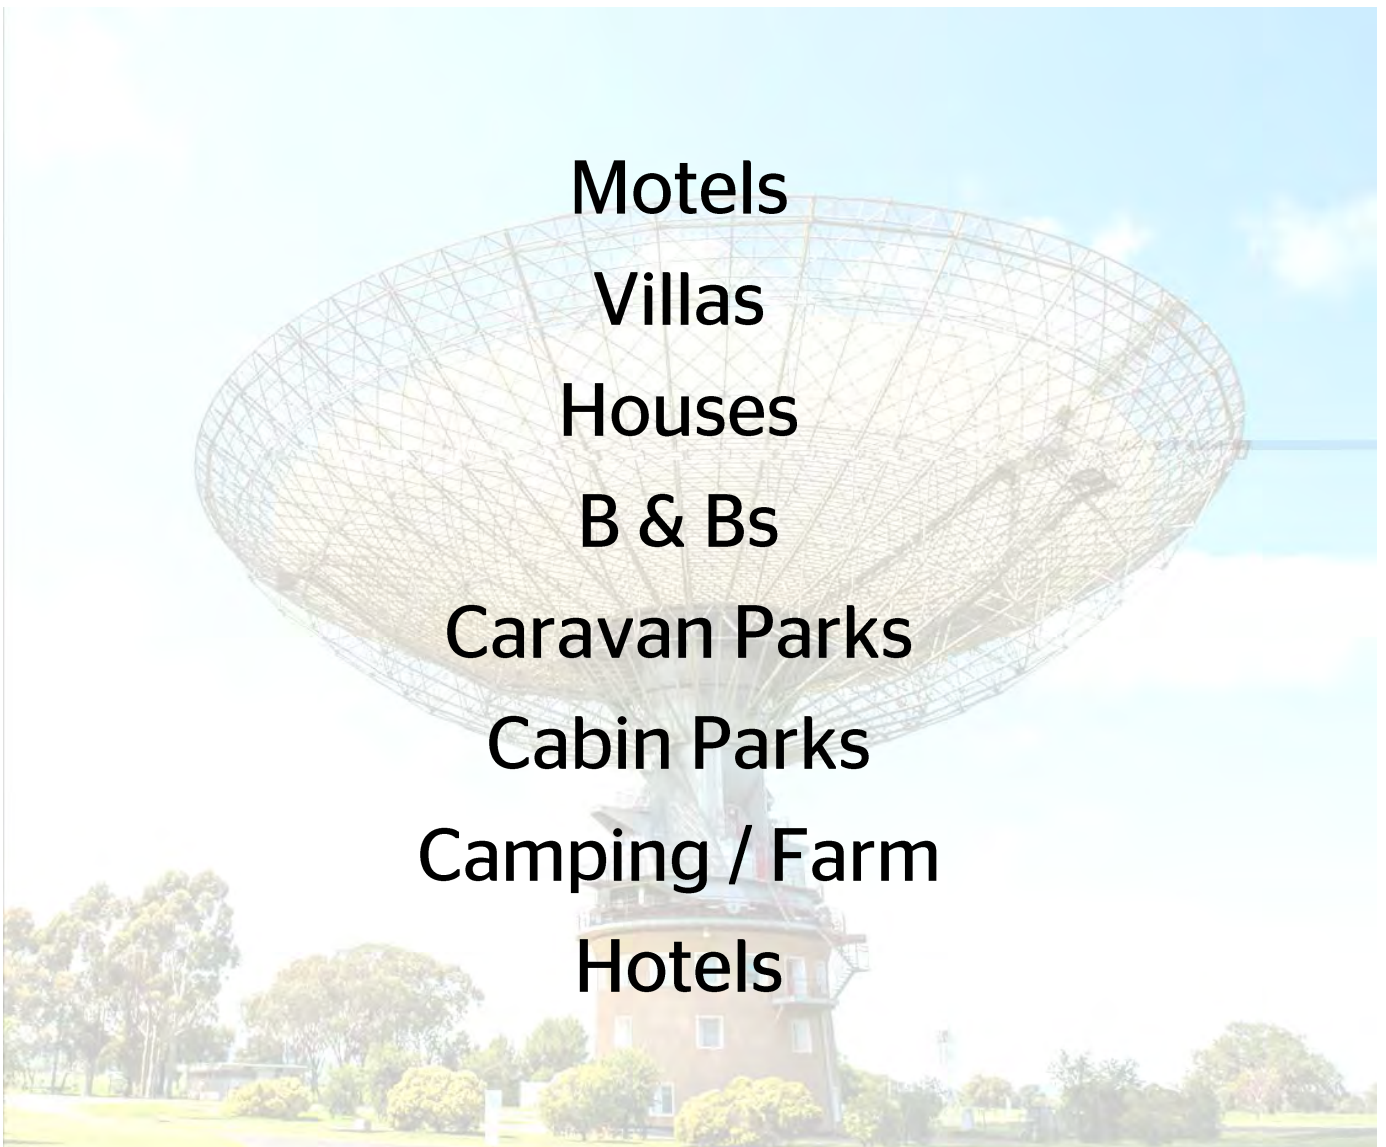 Motels
Villas
Houses
B & Bs
Caravan Parks
Cabin Parks
Camping / Farm
Hotels